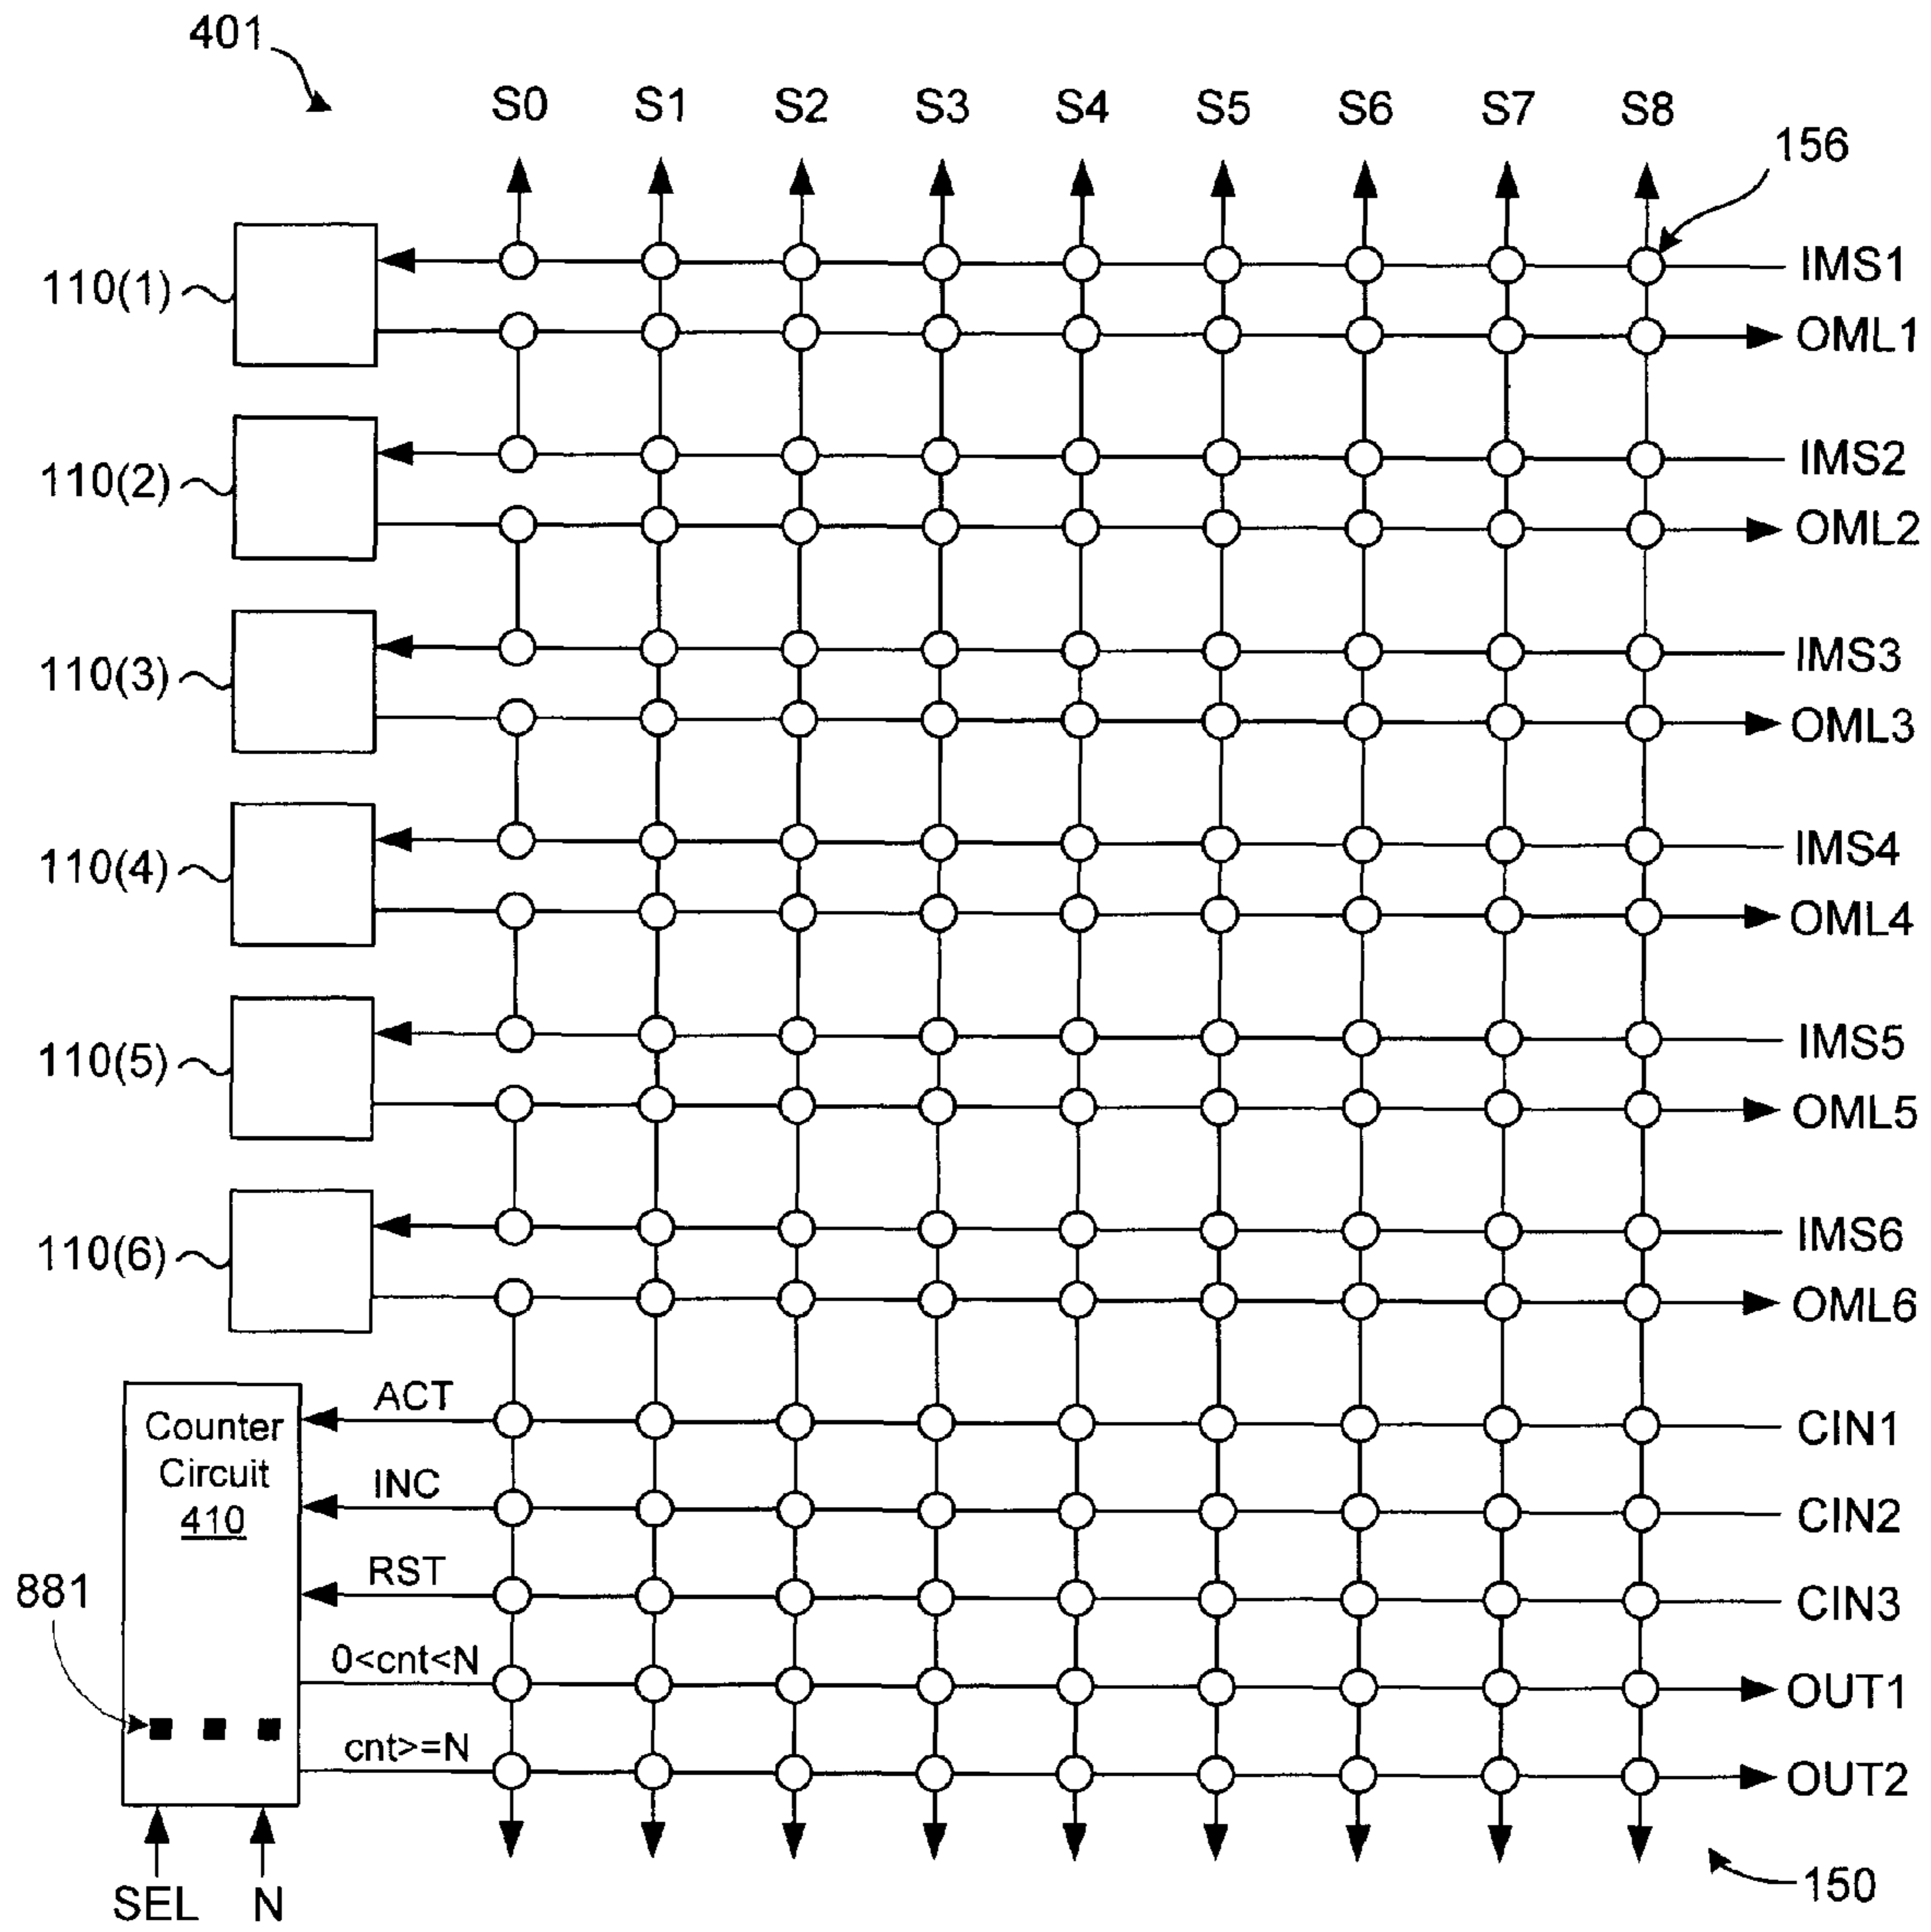 401
S0 S1 S2 S3 S4 S5 S6 S7 S8
156
110(1)
IMS1
OML1
110(2)
IMS2
OML2
110(3)
IMS3
OML3
110(4)
IMS4
OML4
110(5)
IMS5
OML5
110(6)
IMS6
OML6
Counter
Circuit
410
ACT
CIN1
INC
CIN2
RST
CIN3
881
0<cnt<N
OUT1
cnt>=N
OUT2
SEL N
150